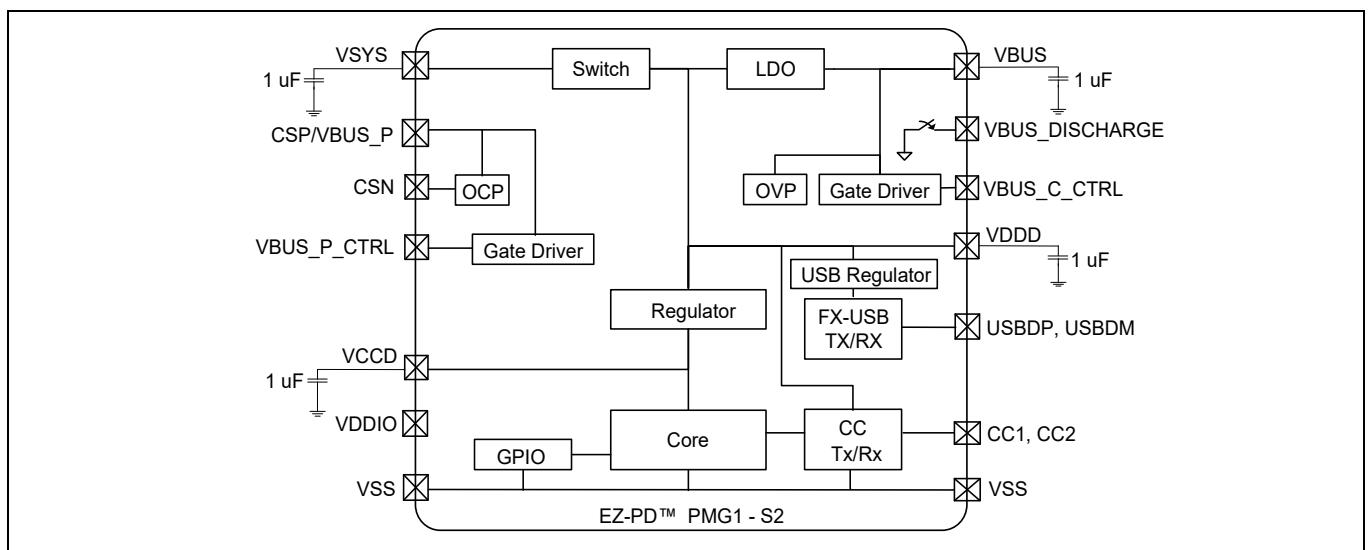 VSYS
1 uF
Switch
LDO
VBUS
1 uF
CSP/VBUS_P
VBUS_DISCHARGE
CSN
OCP
OVP
Gate Driver
VBUS_C_CTRL
VBUS_P_CTRL
Gate Driver
VDDD
1 uF
USB Regulator
Regulator
FX-USB
TX/RX
USBDP, USBDM
VCCD
1 uF
VDDIO
GPIO
Core
CC
Tx/Rx
CC1, CC2
VSS
VSS
EZ-PD™ PMG1 - S2